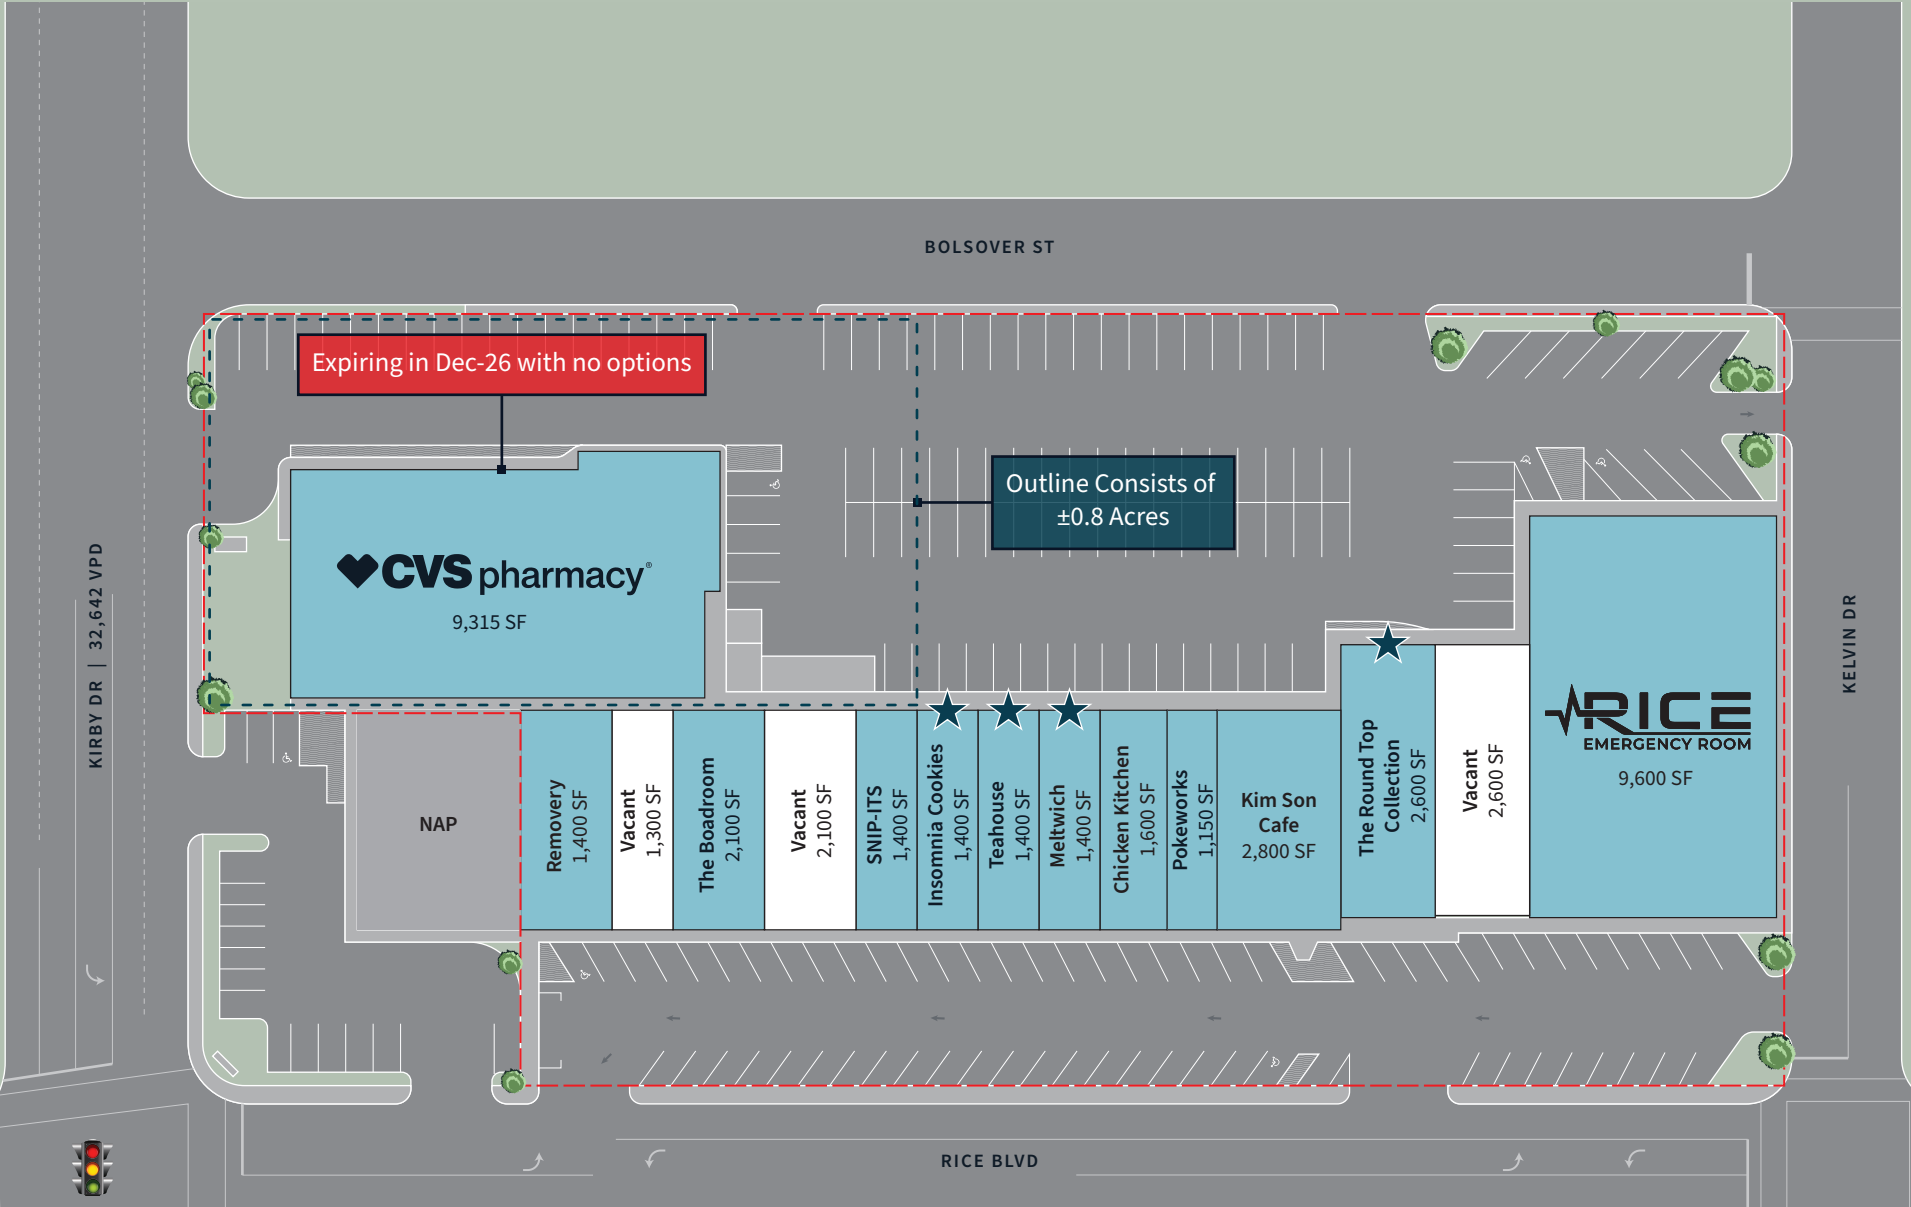 BOLSOVER ST
Expiring in Dec-26 with no options
Outline Consists of
±0.8 Acres
CVS pharmacy®
9,315 SF
KIRBY DR | 32,642 VPD
KELVIN DR
NAP
Removery
1,400 SF
Vacant
1,300 SF
The Boadroom
2,100 SF
Vacant
2,100 SF
SNIP-ITS
1,400 SF
Insomnia Cookies
1,400 SF
Teahouse
1,400 SF
Meltwich
1,400 SF
Chicken Kitchen
1,600 SF
Pokeworks
1,150 SF
Kim Son
Cafe
2,800 SF
The Round Top
Collection
2,600 SF
Vacant
2,600 SF
RICE
EMERGENCY ROOM
9,600 SF
RICE BLVD